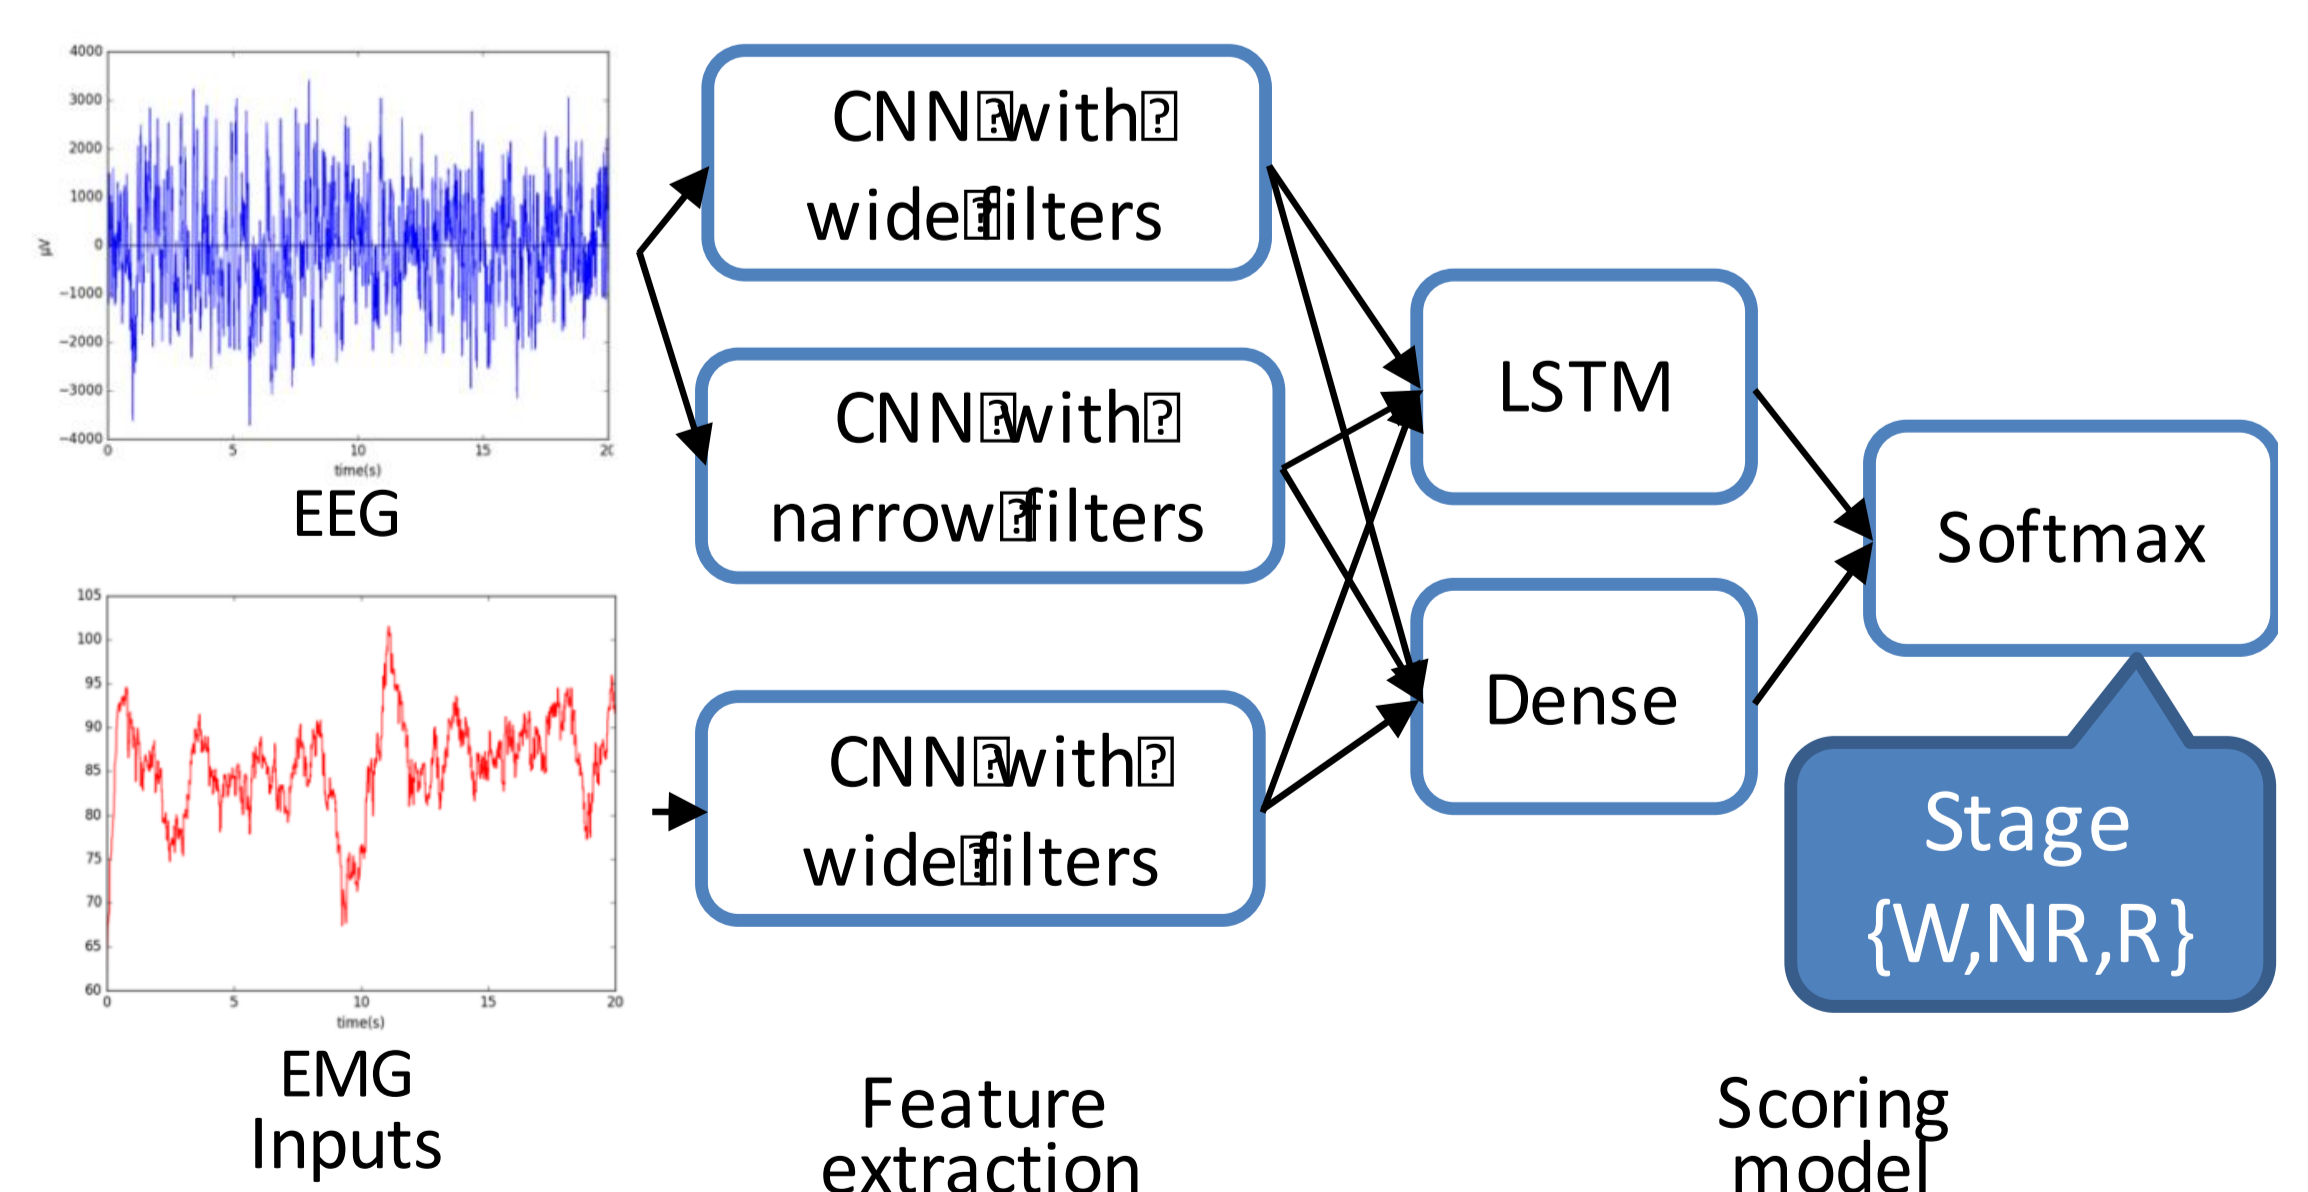 4000
3000
2000
1000
0
−1000
−2000
−3000
−4000
µV
0 5 10 15 20
time(s)
EEG
105
100
95
90
85
80
75
70
65
60
0 5 10 15 20
time(s)
EMG
Inputs
CNN with
wide filters
CNN with
narrow filters
CNN with
wide filters
Feature
extraction
LSTM
Dense
Softmax
Stage
{W,NR,R}
Scoring
model